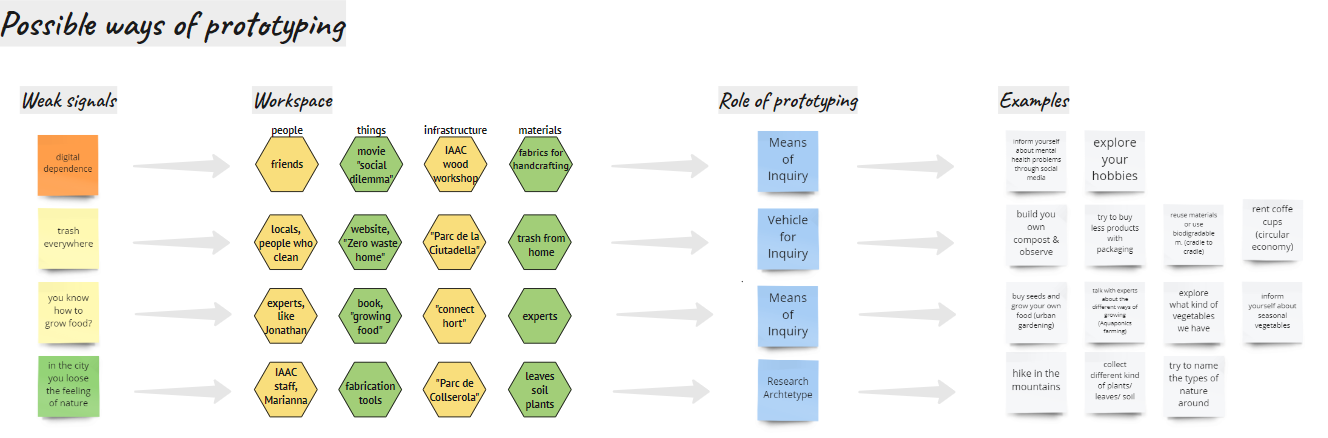 Possible ways of prototyping
Weak signals
Workspace
Role of prototyping
Examples
people
things
infrastructure
materials
digital
dependence
friends
movie
"social
dilemma"
IAAC
wood
workshop
fabrics for
handcrafting
Means
of
Inquiry
inform yourself
about mental
health problems
through social
media
explore
your
hobbies
trash
everywhere
locals,
people who
clean
website,
"Zero waste
home"
"Parc de la
Ciutadella"
trash from
home
Vehicle
for
Inquiry
build you
own
compost &
observe
try to buy
less products
with
packaging
reuse materials
or use
biodigradable
m. (cradle to
cradle)
rent coffe
cups
(circular
economy)
you know
how to
grow food?
experts,
like
Jonathan
book,
"growing
food"
"connect
hort"
experts
Means
of
Inquiry
buy seeds and
grow your own
food (urban
gardening)
talk with experts
about the
different ways of
growing
(Aquaponics
farming)
explore
what kind of
vegetables
we have
inform
yourself about
seasonal
vegetables
in the city
you loose
the feeling
of nature
IAAC
staff,
Marianna
fabrication
tools
"Parc de
Collserola"
leaves
soil
plants
Research
Archtetype
hike in the
mountains
collect
different kind
of plants/
leaves/ soil
try to name
the types of
nature
around